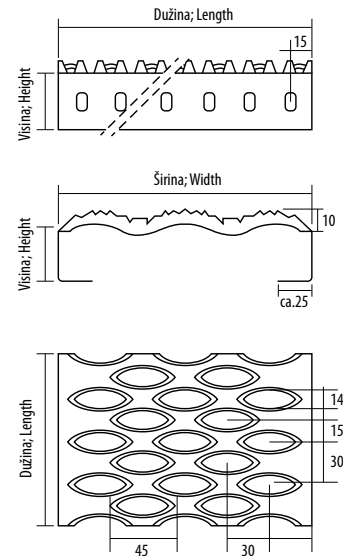 Dužina; Length
15
Visina; Height
Širina; Width
10
Visina; Height
ca.25
Dužina; Length
14
15
30
45
30